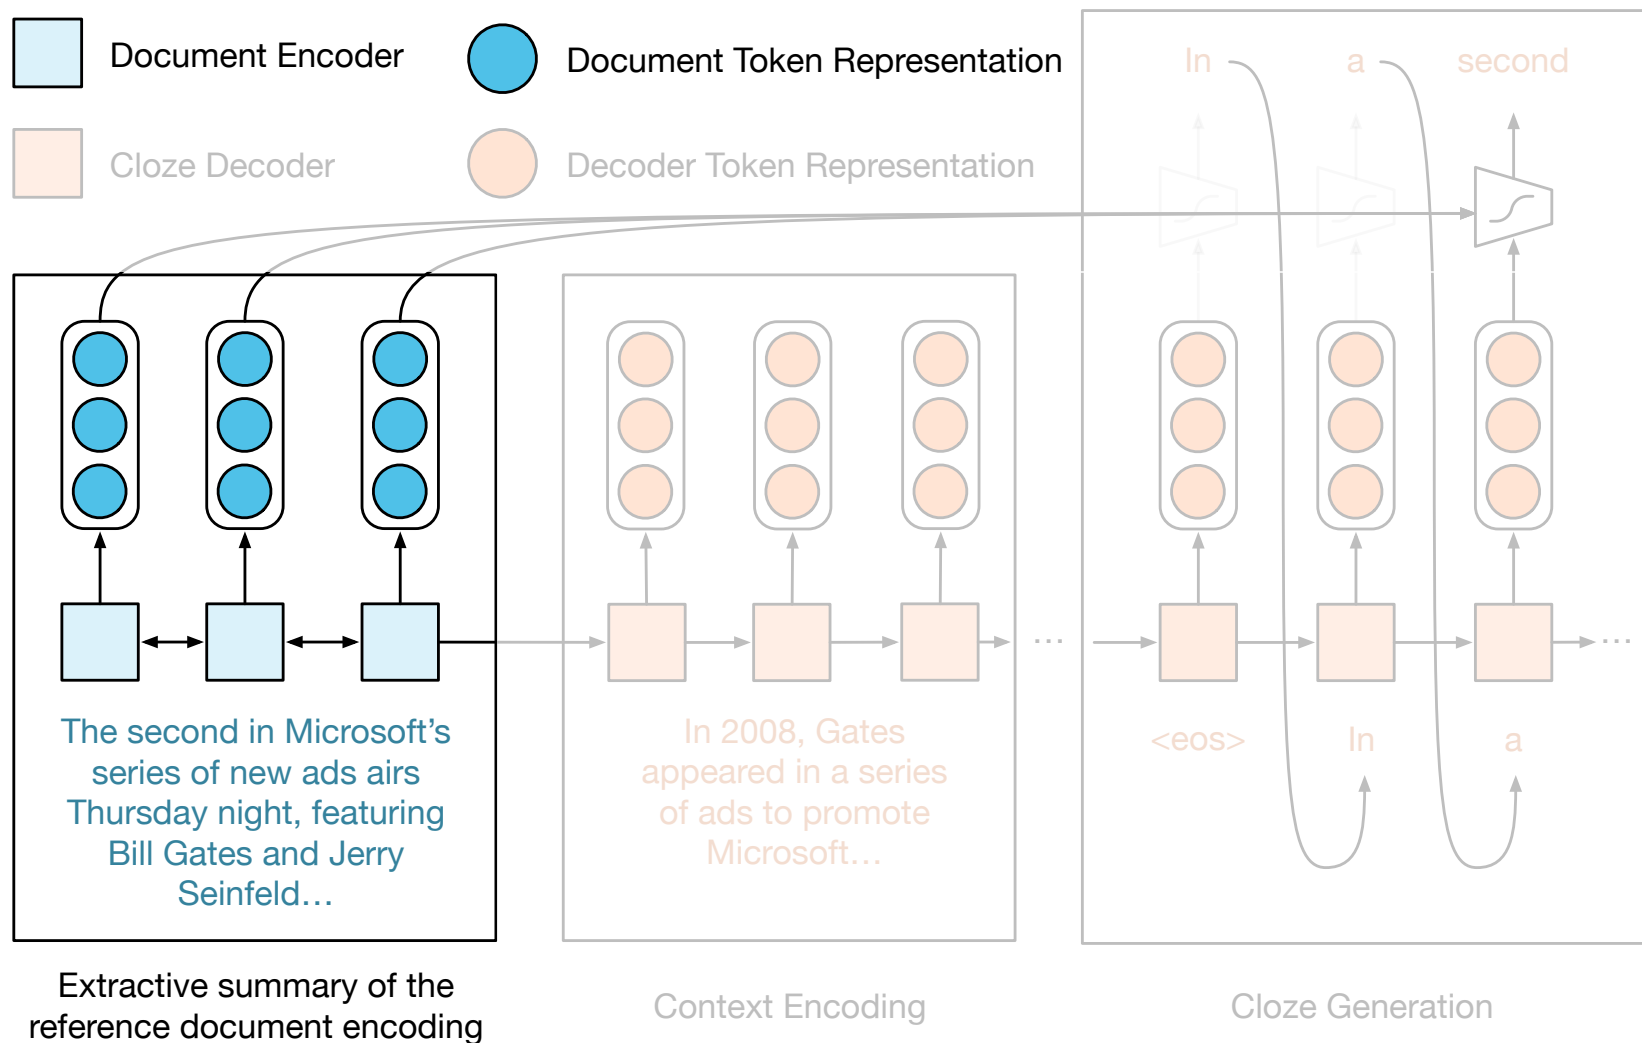 Document Encoder
Document Token Representation
Cloze Decoder
Decoder Token Representation
In a second
The second in Microsoft's
series of new ads airs
Thursday night, featuring
Bill Gates and Jerry
Seinfeld…
In 2008, Gates
appeared in a series
of ads to promote
Microsoft…
...
...
<eos> In a
Extractive summary of the
reference document encoding
Context Encoding
Cloze Generation